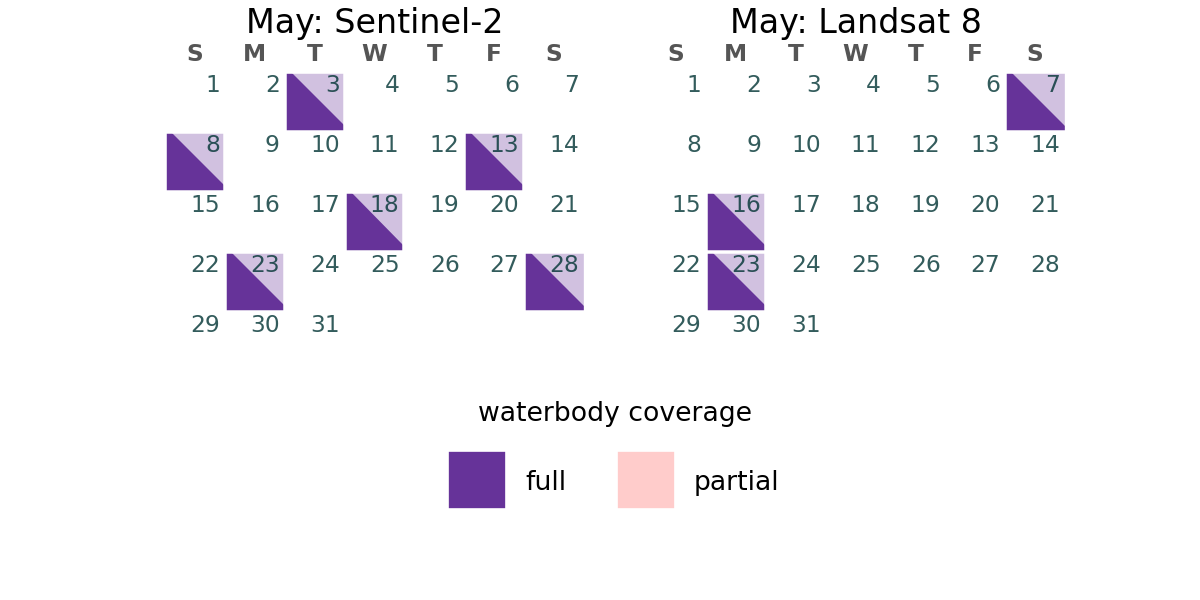 May: Sentinel-2
S M T W T F S
1 2 3 4 5 6 7
8 9 10 11 12 13 14
15 16 17 18 19 20 21
22 23 24 25 26 27 28
29 30 31
May: Landsat 8
S M T W T F S
1 2 3 4 5 6 7
8 9 10 11 12 13 14
15 16 17 18 19 20 21
22 23 24 25 26 27 28
29 30 31
waterbody coverage
full partial